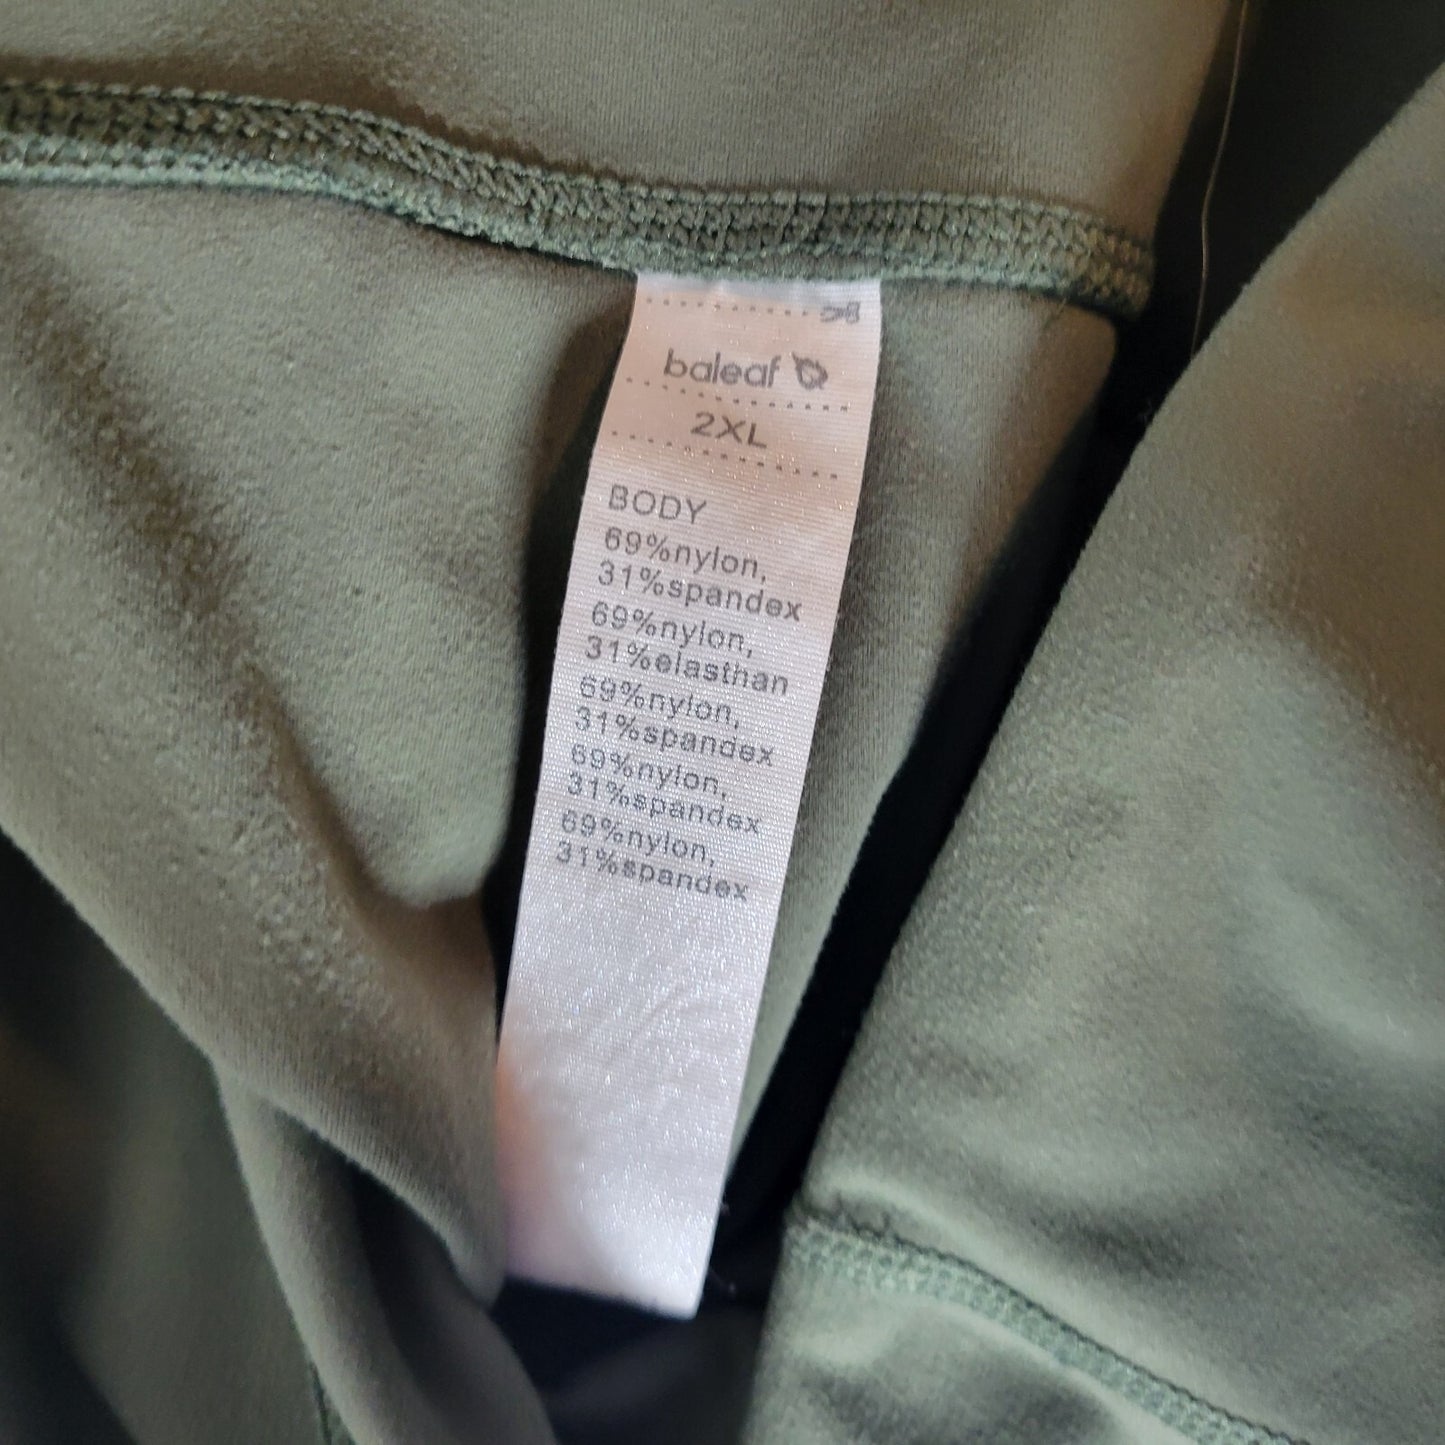 baleaf
2XL
BODY
69%nylon,
31%spandex
69%nylon,
31%elasthan
69%nylon,
31%spandex
69%nylon,
31%spandex
69%nylon,
31%spandex